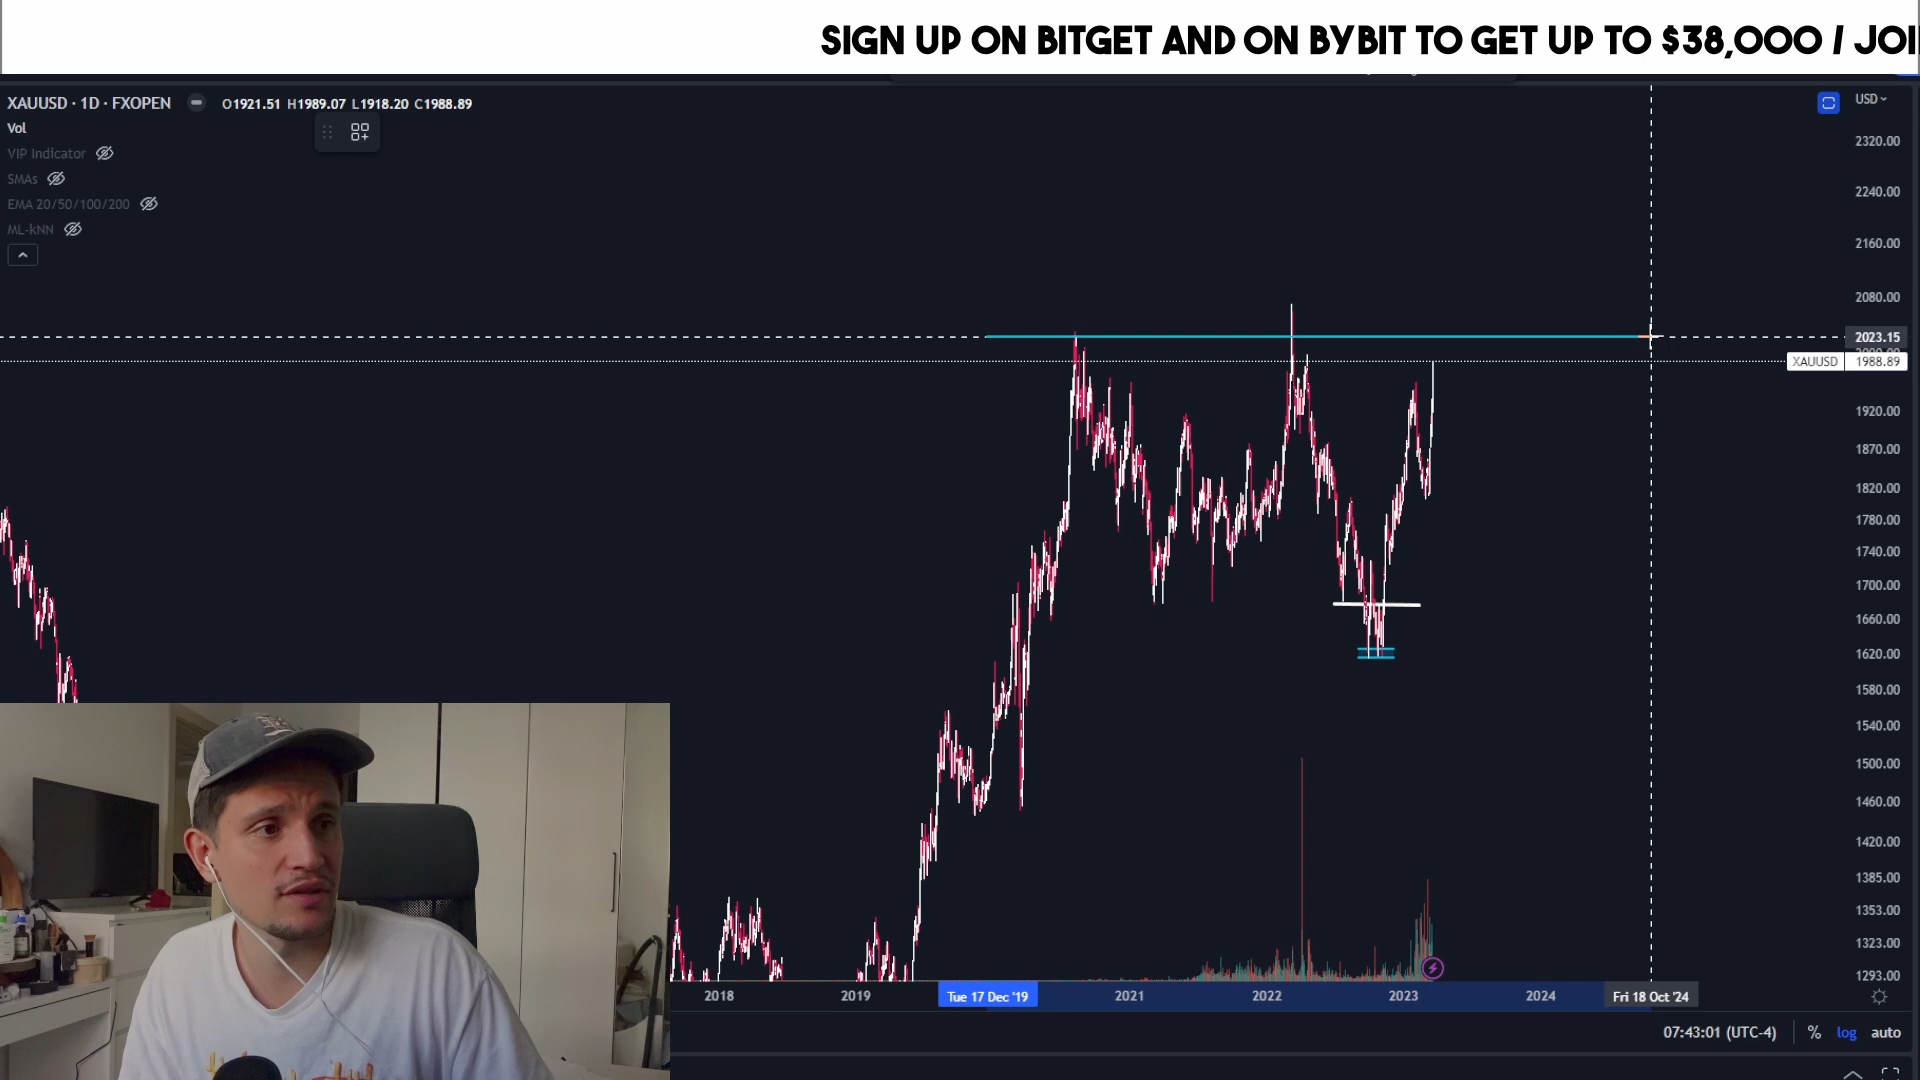 SIGN UP ON BITGET AND ON BYBIT TO GET UP TO $38,000 / JOI
XAUUSD · 1D · FXOPEN O1921.51 H1989.07 L1918.20 C1988.89
USD
Vol
VIP Indicator
SMAs
EMA 20/50/100/200
ML-kNN
2320.00
2240.00
2160.00
2080.00
2023.15
XAUUSD 1988.89
1920.00
1870.00
1820.00
1780.00
1740.00
1700.00
1660.00
1620.00
1580.00
1540.00
1500.00
1460.00
1420.00
1385.00
1353.00
1323.00
1293.00
2018 2019 Tue 17 Dec '19 2021 2022 2023 2024 Fri 18 Oct '24
07:43:01 (UTC-4) % log auto